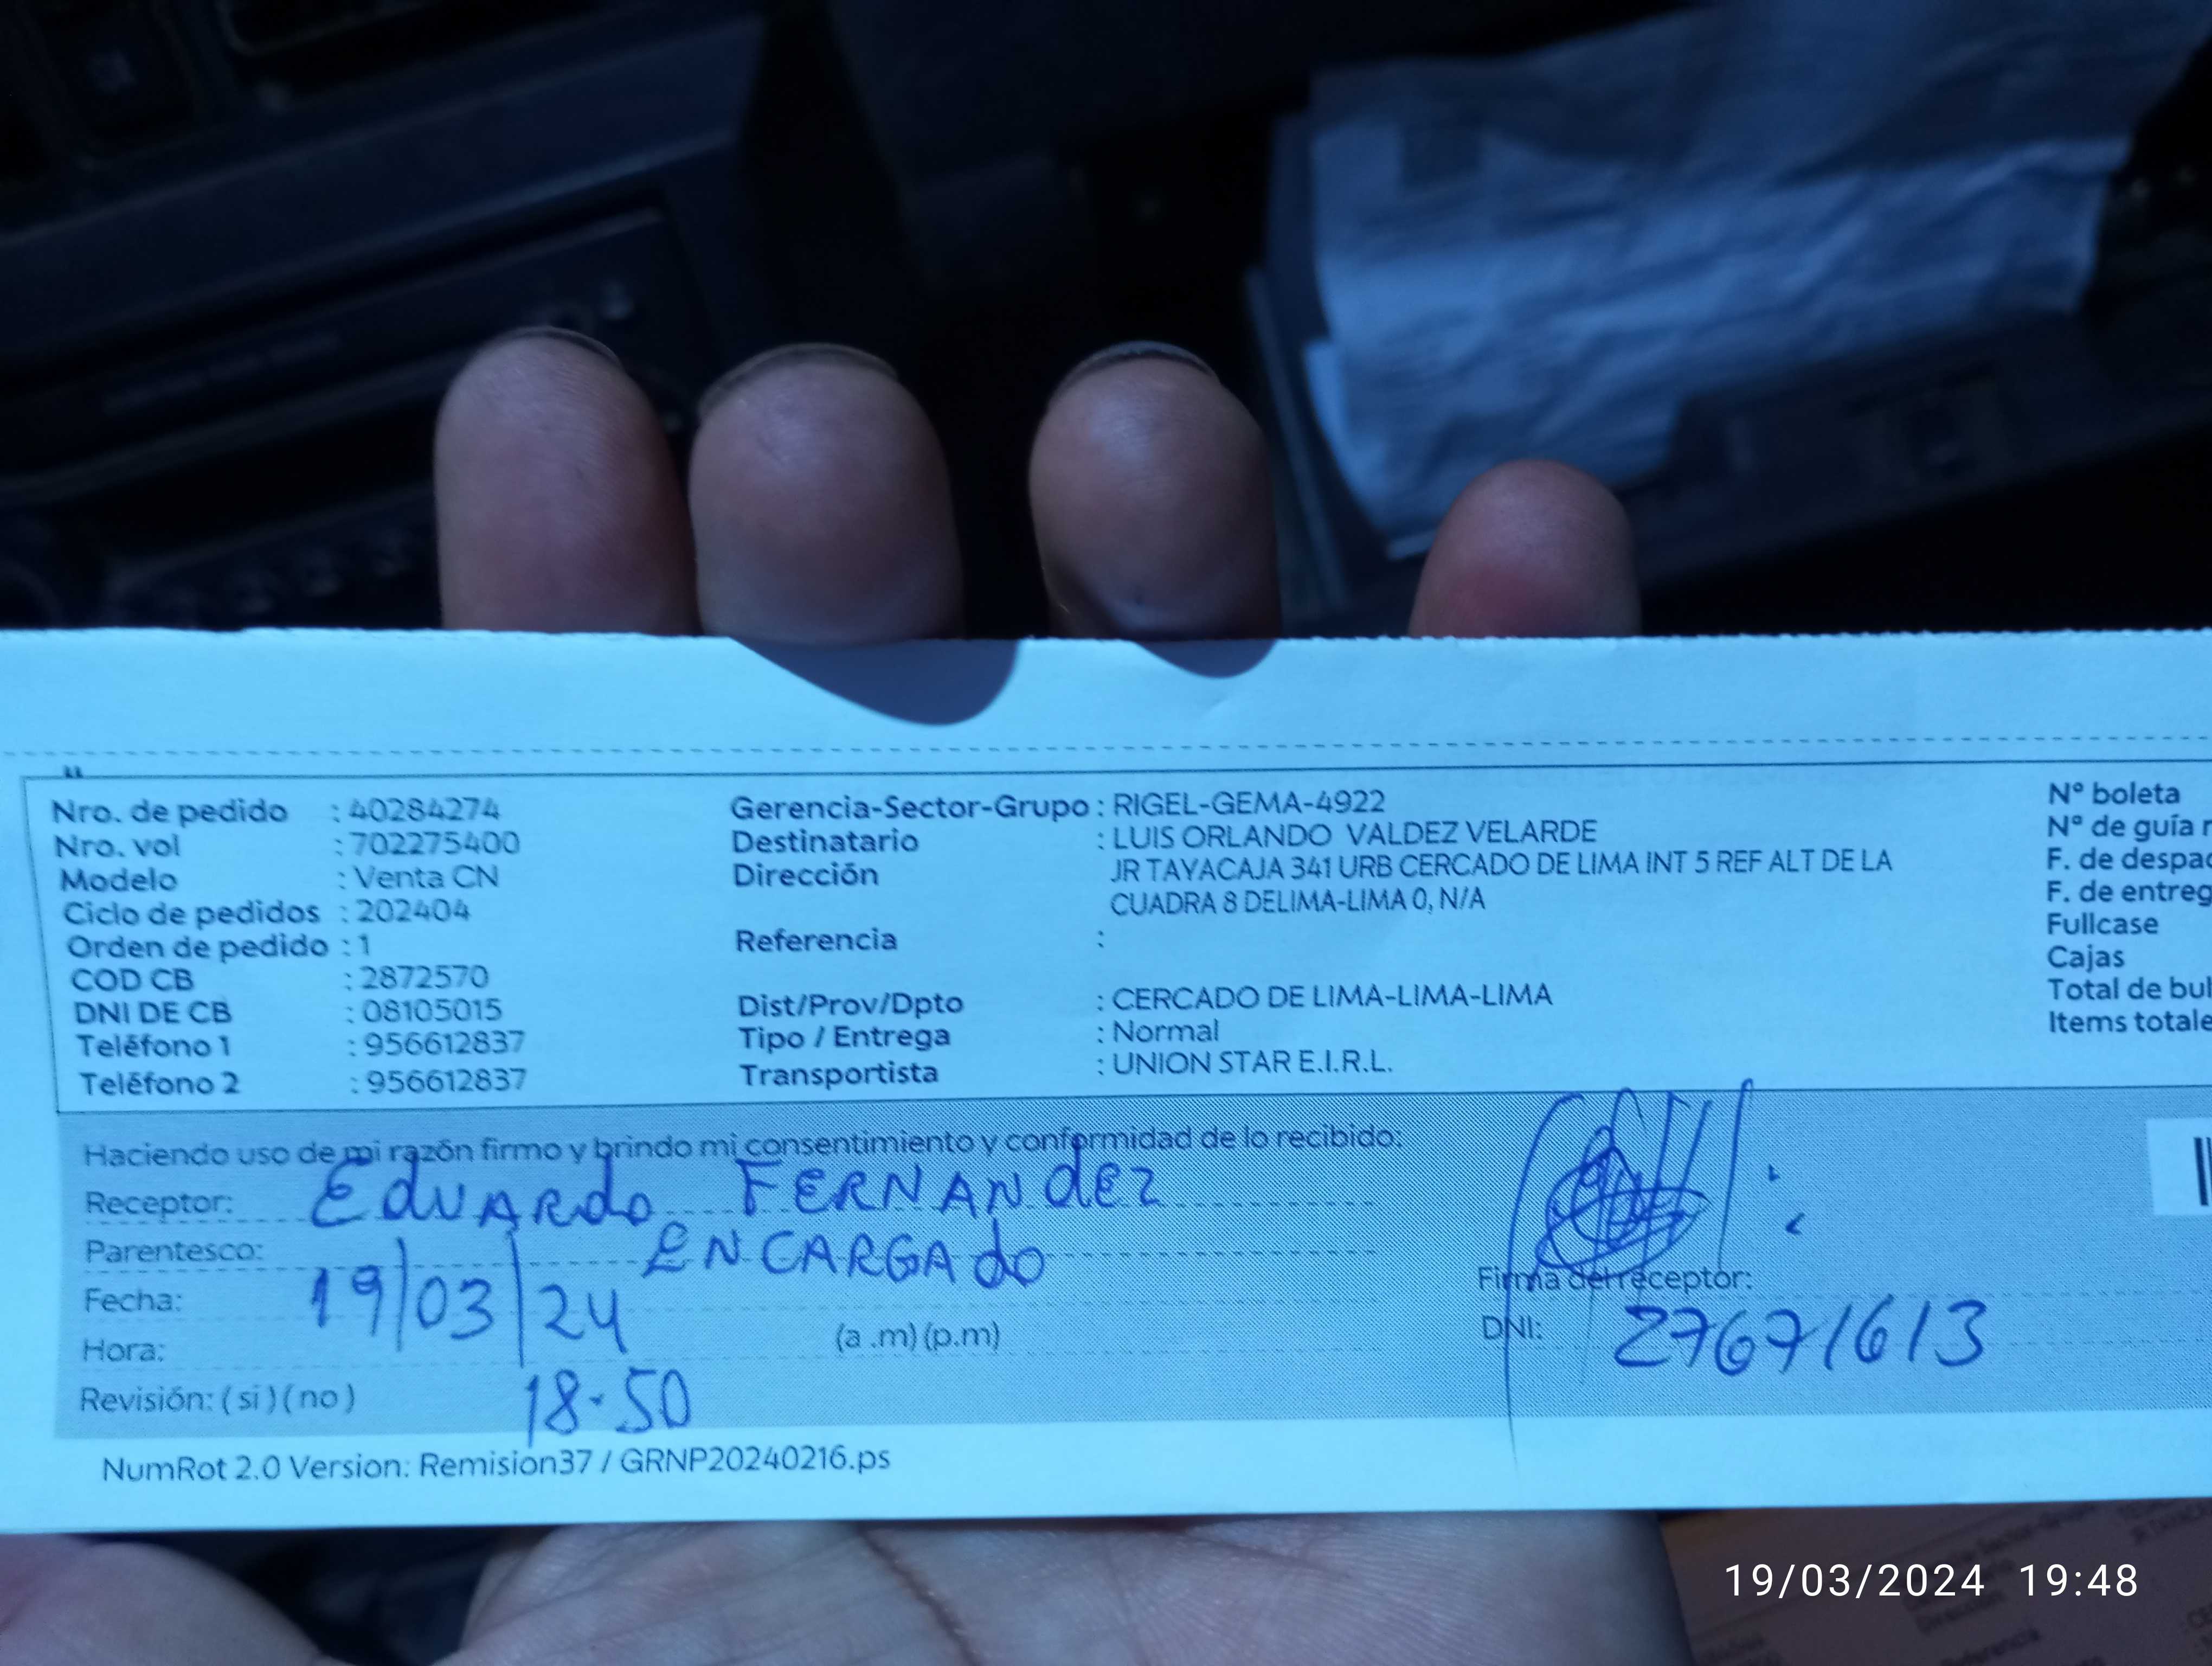 Nro. de pedido : 40284274
Nro. vol : 702275400
Modelo : Venta CN
Ciclo de pedidos : 202404
Orden de pedido : 1
COD CB : 2872570
DNI DE CB : 08105015
Teléfono 1 : 956612837
Teléfono 2 : 956612837
Gerencia-Sector-Grupo : RIGEL-GEMA-4922
Destinatario : LUIS ORLANDO VALDEZ VELARDE
Dirección JR TAYACAJA 341 URB CERCADO DE LIMA INT 5 REF ALT DE LA
CUADRA 8 DELIMA-LIMA 0, N/A
Referencia :
Dist/Prov/Dpto : CERCADO DE LIMA-LIMA-LIMA
Tipo / Entrega : Normal
Transportista : UNION STAR E.I.R.L.
Nº boleta
Nº de guía
F. de
F. de
Fullcase
Cajas
Total de
Items
Haciendo uso de mi razón firmo y brindo mi consentimiento y conformidad de lo recibido:
Receptor: Eduardo FERNANdEZ
Parentesco: ENCARGAdo
Fecha: 19/03/24
Hora: (a .m) (p.m)
Revisión: ( si ) ( no ) 18.50
Firma del receptor:
DNI: 27671613
NumRot 2.0 Version: Remision37 / GRNP20240216.ps
19/03/2024 19:48